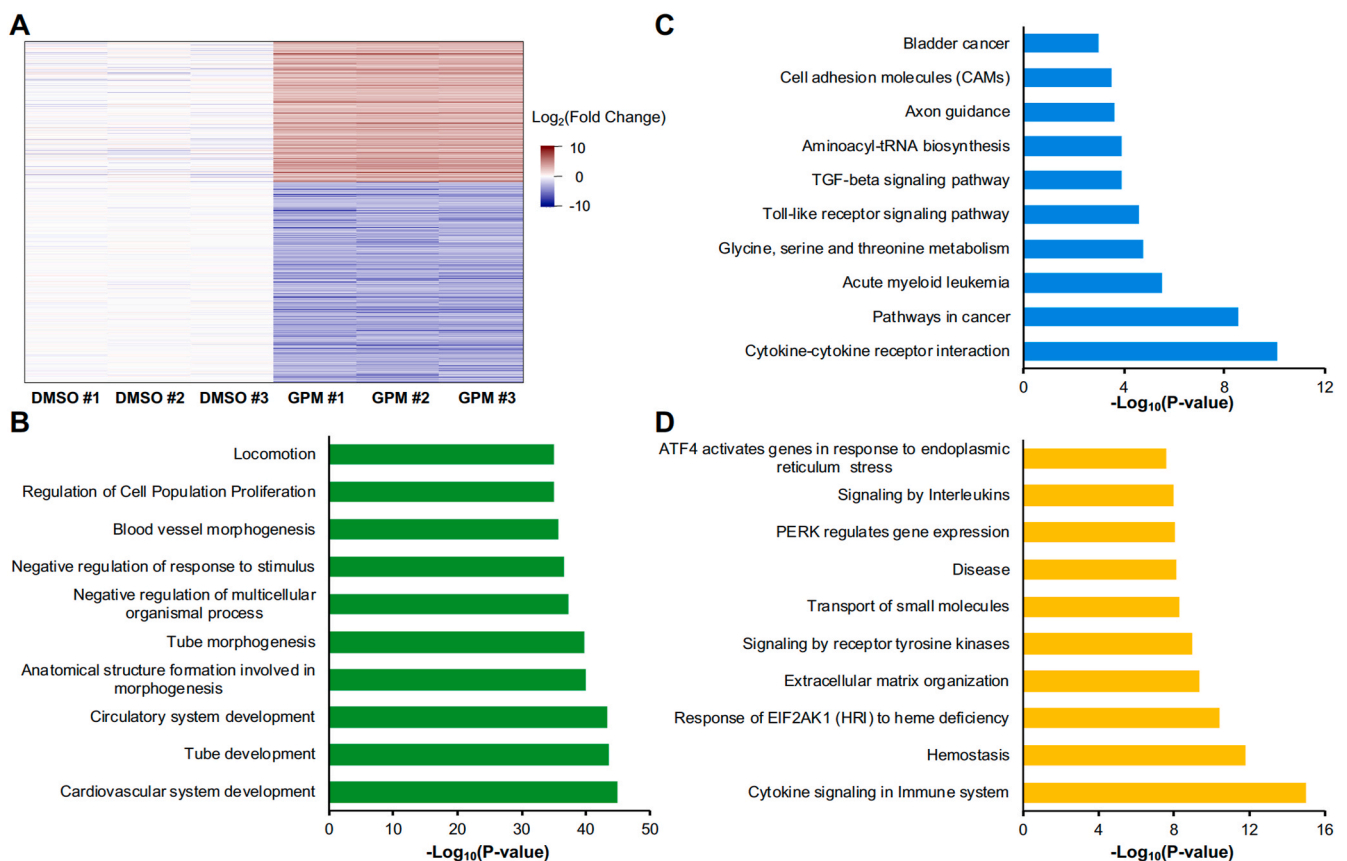 A
Log2(Fold Change)
10
0
-10
DMSO #1 DMSO #2 DMSO #3 GPM #1 GPM #2 GPM #3
B
Locomotion
Regulation of Cell Population Proliferation
Blood vessel morphogenesis
Negative regulation of response to stimulus
Negative regulation of multicellular
organismal process
Tube morphogenesis
Anatomical structure formation involved in
morphogenesis
Circulatory system development
Tube development
Cardiovascular system development
0 10 20 30 40 50
-Log10(P-value)
C
Bladder cancer
Cell adhesion molecules (CAMs)
Axon guidance
Aminoacyl-tRNA biosynthesis
TGF-beta signaling pathway
Toll-like receptor signaling pathway
Glycine, serine and threonine metabolism
Acute myeloid leukemia
Pathways in cancer
Cytokine-cytokine receptor interaction
0 4 8 12
-Log10(P-value)
D
ATF4 activates genes in response to endoplasmic
reticulum stress
Signaling by Interleukins
PERK regulates gene expression
Disease
Transport of small molecules
Signaling by receptor tyrosine kinases
Extracellular matrix organization
Response of EIF2AK1 (HRI) to heme deficiency
Hemostasis
Cytokine signaling in Immune system
0 4 8 12 16
-Log10(P-value)